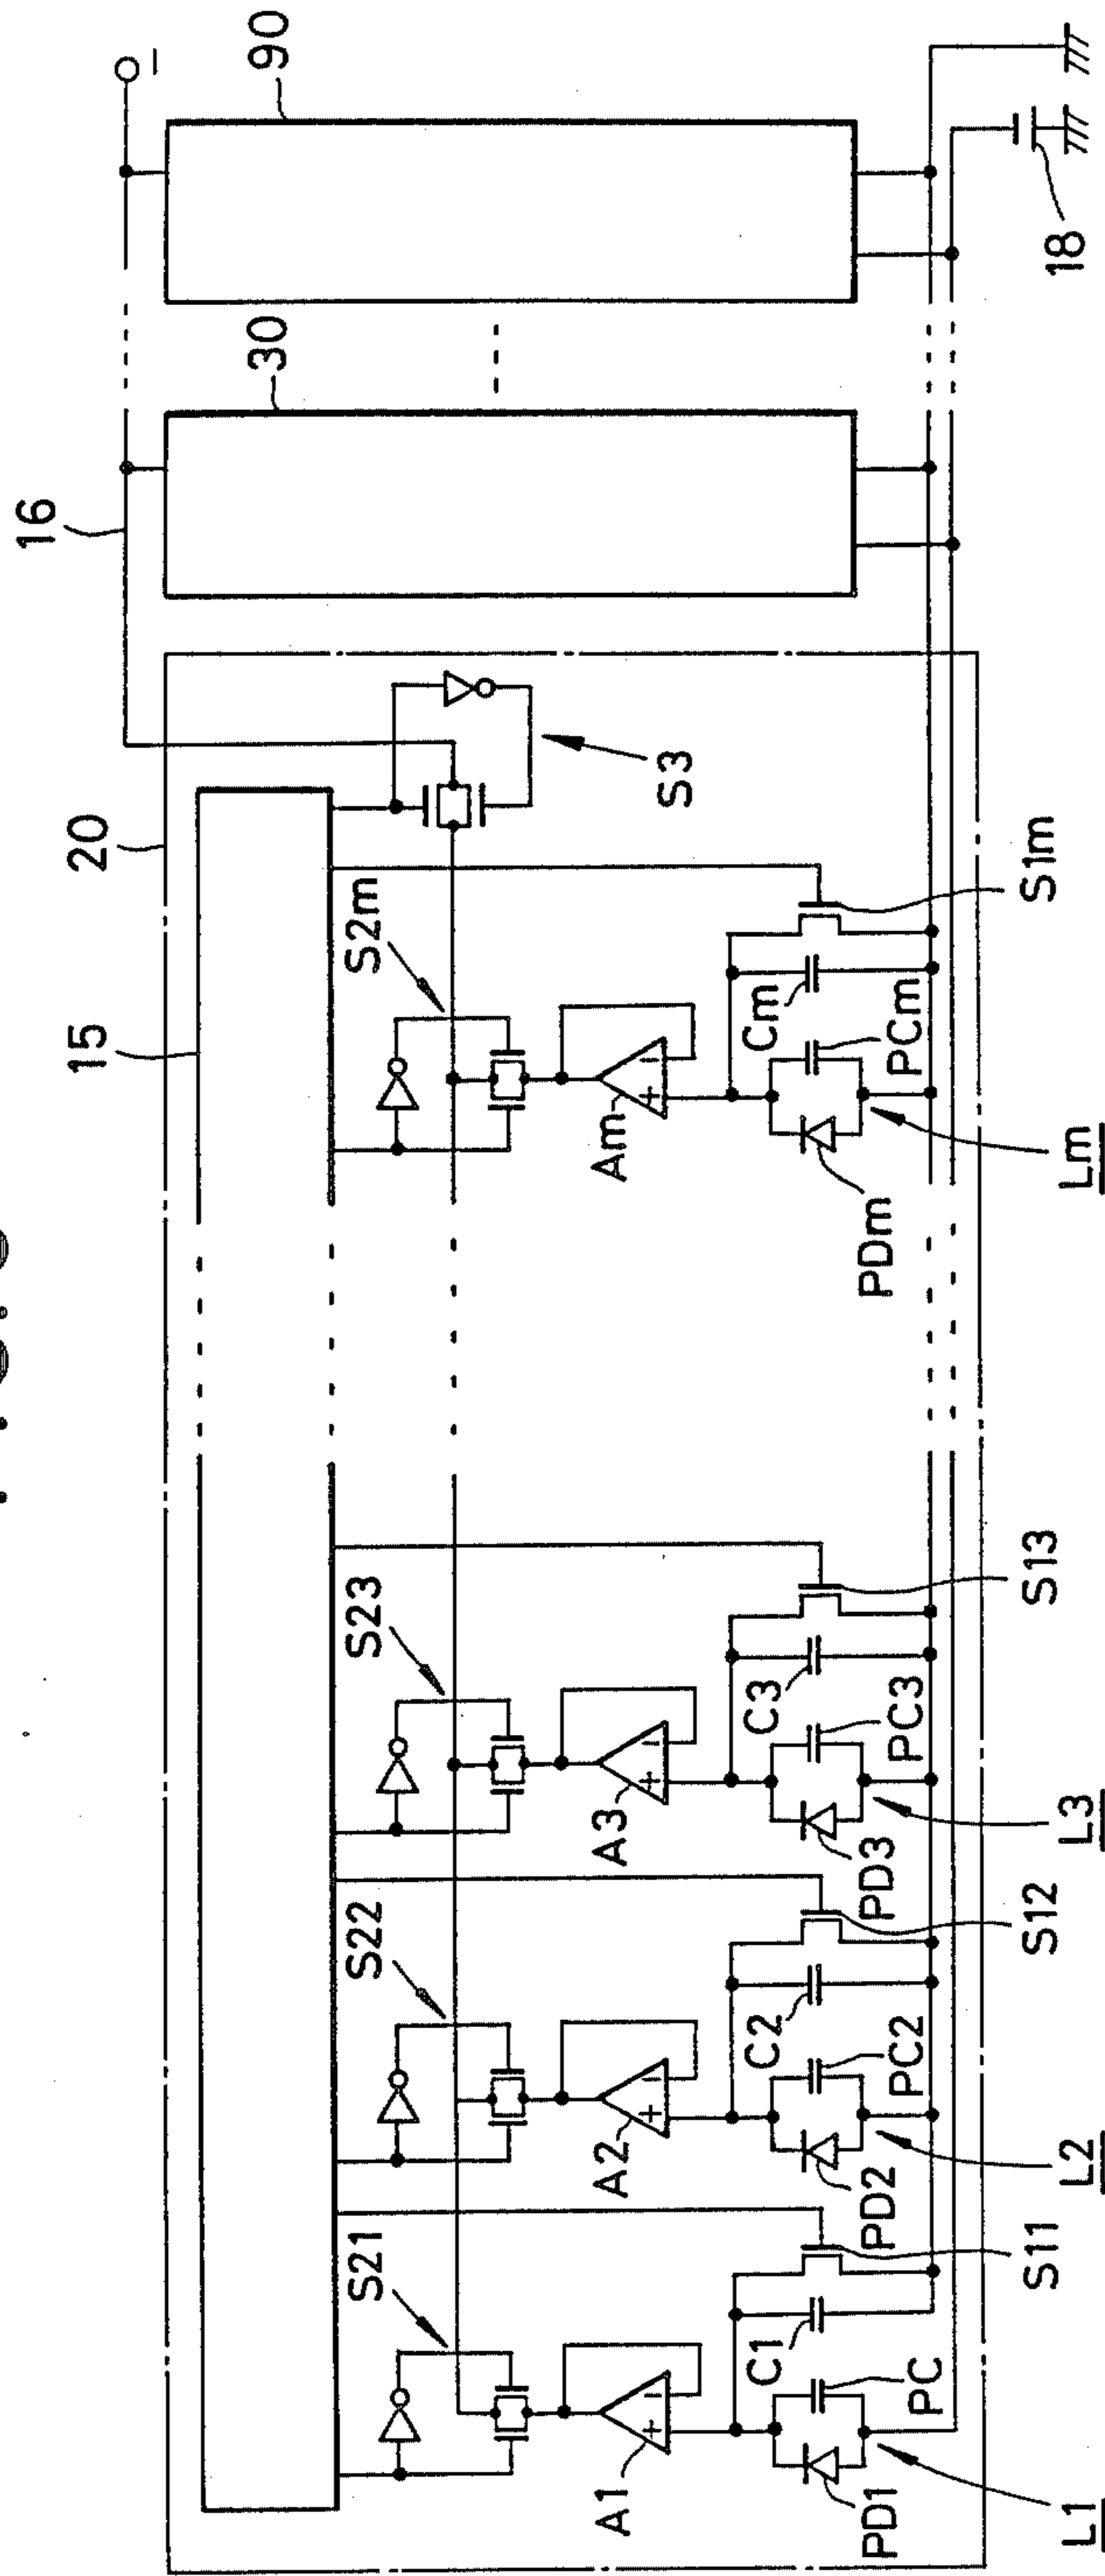 16
30
90
20
15
S21
S22
S23
S2m
S3
A1
A2
A3
Am
+
-
+
-
+
-
+
-
PD1
PC
C1
S11
PD2
PC2
C2
S12
PD3
PC3
C3
S13
PDm
PCm
Cm
S1m
18
L1
L2
L3
Lm